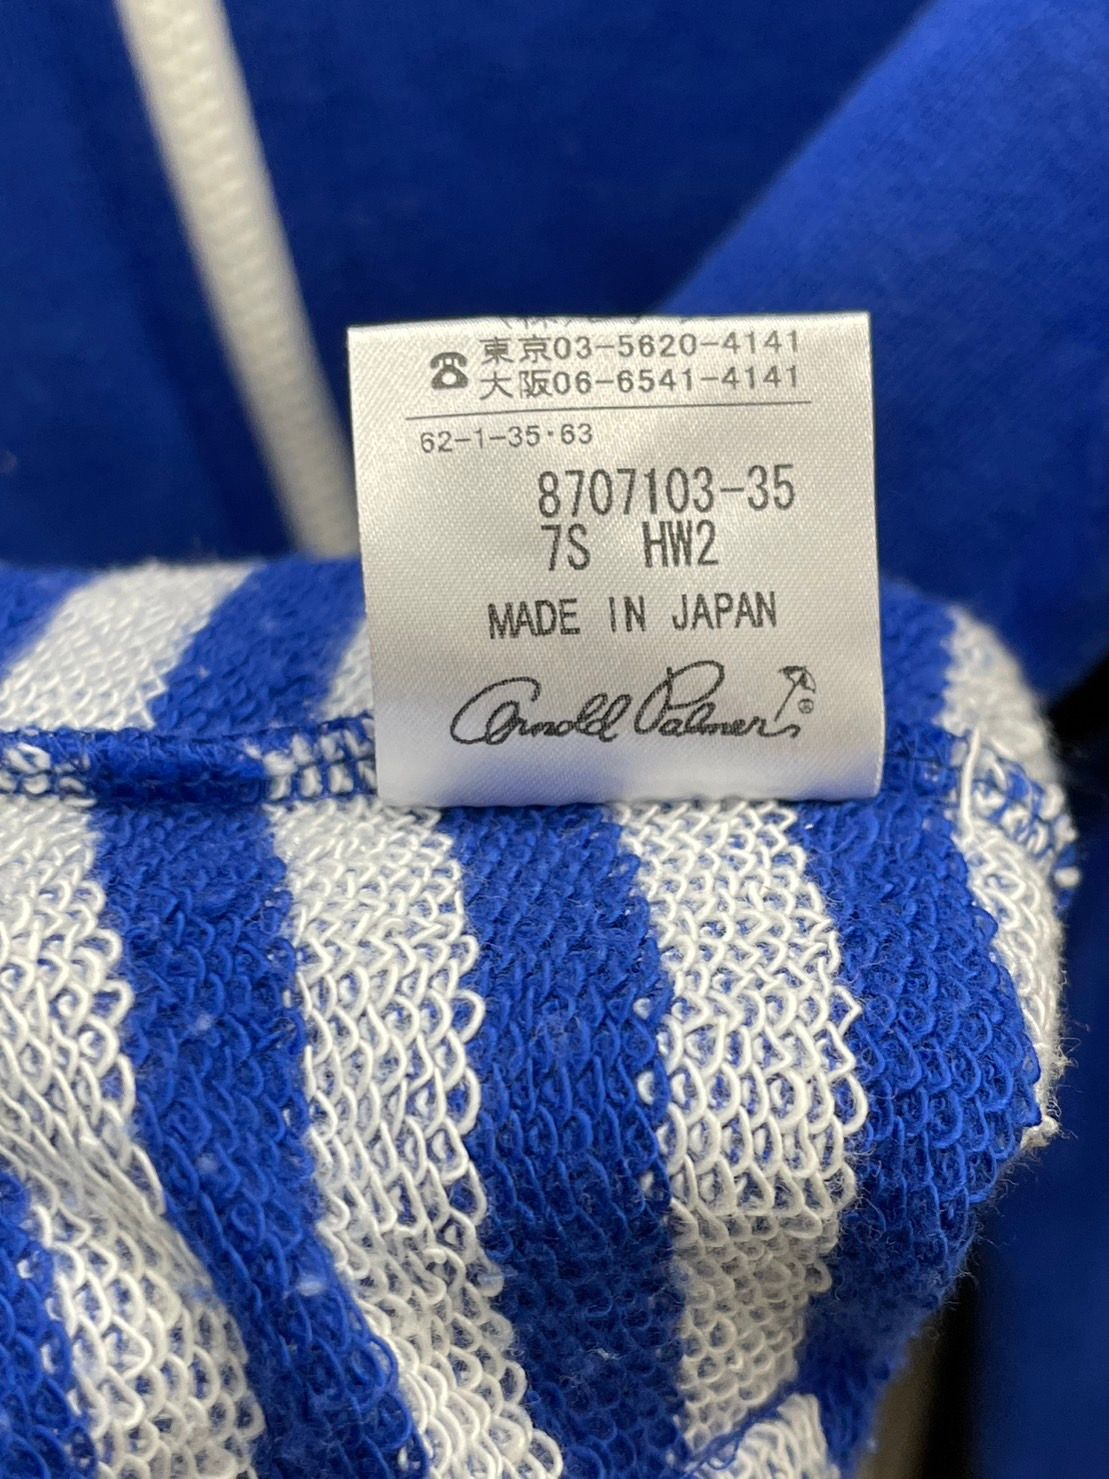 東京03-5620-4141
大阪06-6541-4141
62-1-35・63
8707103-35
7S HW2
MADE IN JAPAN
Arnold Palmer